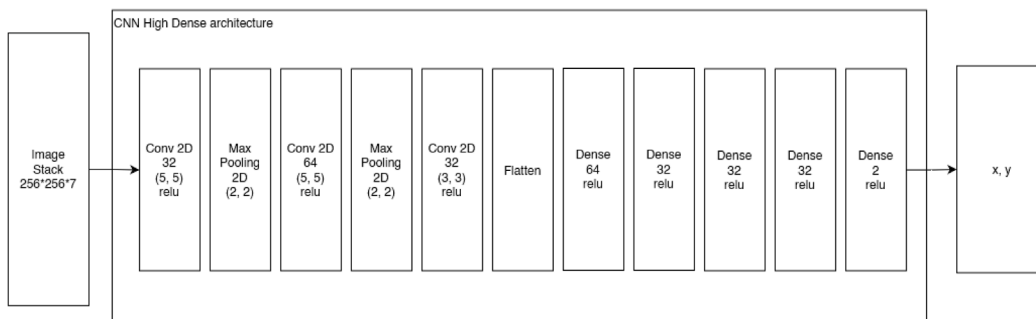 CNN High Dense architecture
Image
Stack
256*256*7
Conv 2D
32
(5, 5)
relu
Max
Pooling
2D
(2, 2)
Conv 2D
64
(5, 5)
relu
Max
Pooling
2D
(2, 2)
Conv 2D
32
(3, 3)
relu
Flatten
Dense
64
relu
Dense
32
relu
Dense
32
relu
Dense
32
relu
Dense
2
relu
x, y